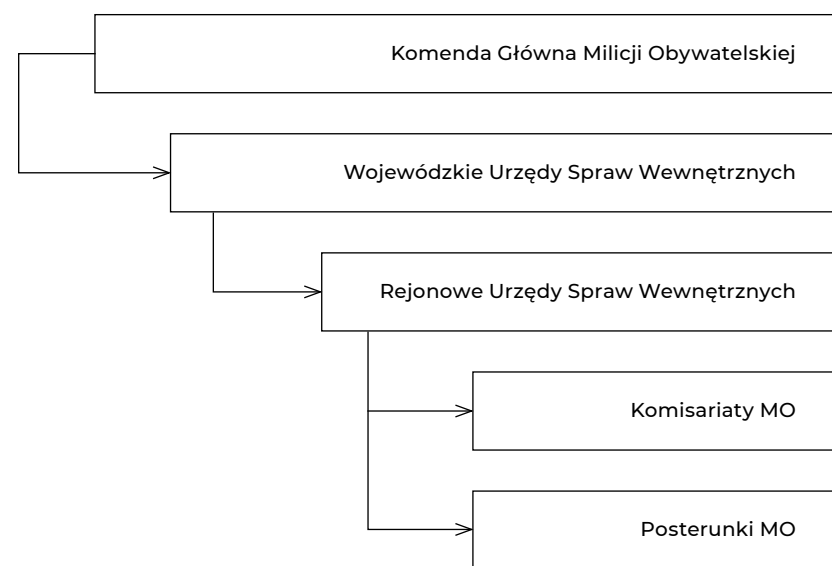 Komenda Główna Milicji Obywatelskiej
Wojewódzkie Urzędy Spraw Wewnętrznych
Rejonowe Urzędy Spraw Wewnętrznych
Komisariaty MO
Posterunki MO